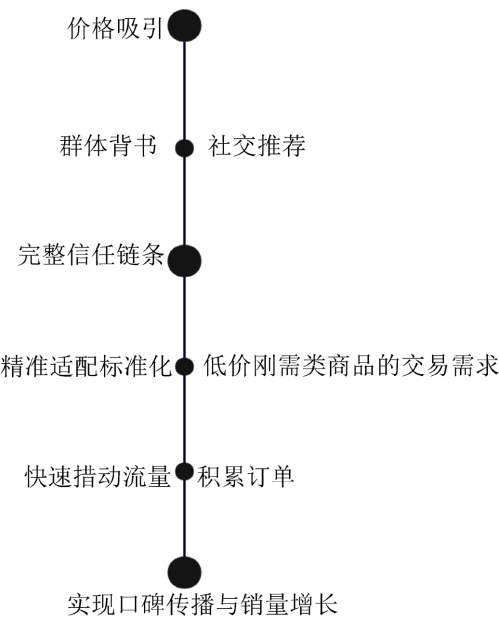 价格吸引
群体背书 社交推荐
完整信任链条
精准适配标准化 低价刚需类商品的交易需求
快速措动流量 积累订单
实现口碑传播与销量增长